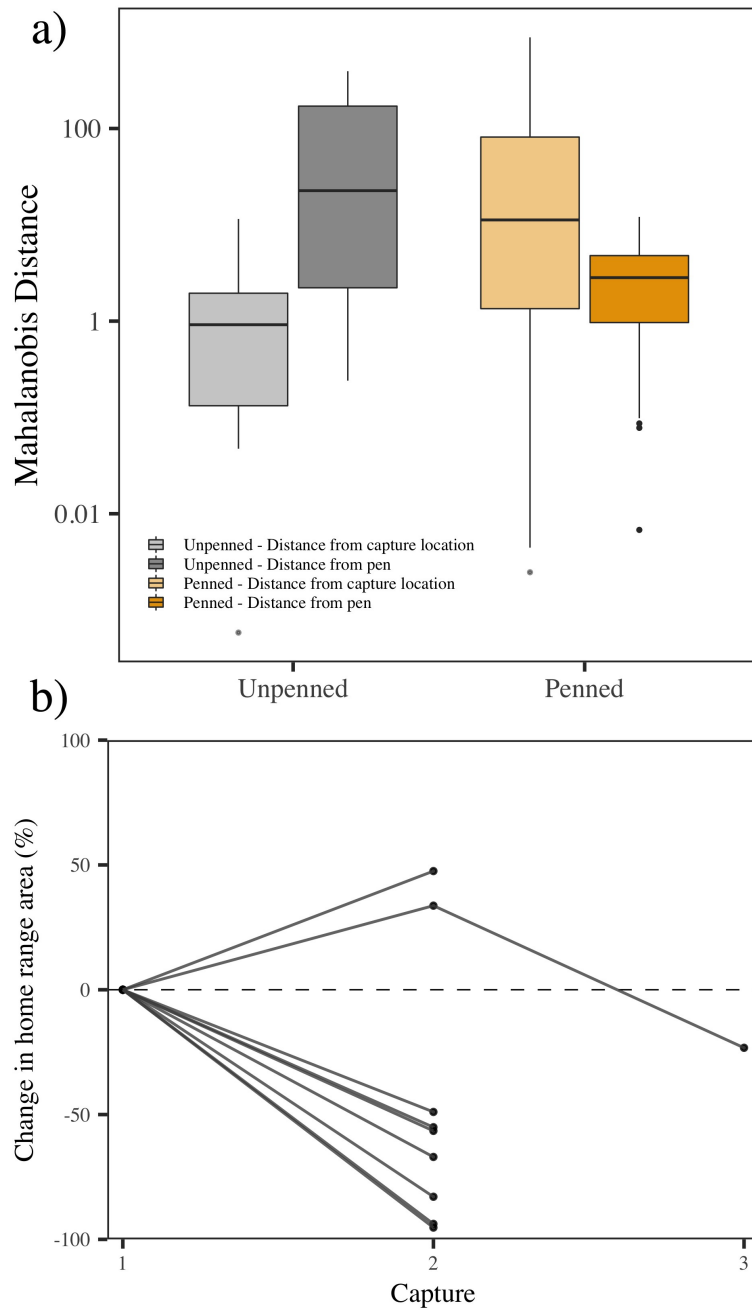 a)
Mahalanobis Distance
100
1
0.01
Unpenned - Distance from capture location
Unpenned - Distance from pen
Penned - Distance from capture location
Penned - Distance from pen
Unpenned
Penned
b)
Change in home range area (%)
100
50
0
-50
-100
1
2
3
Capture